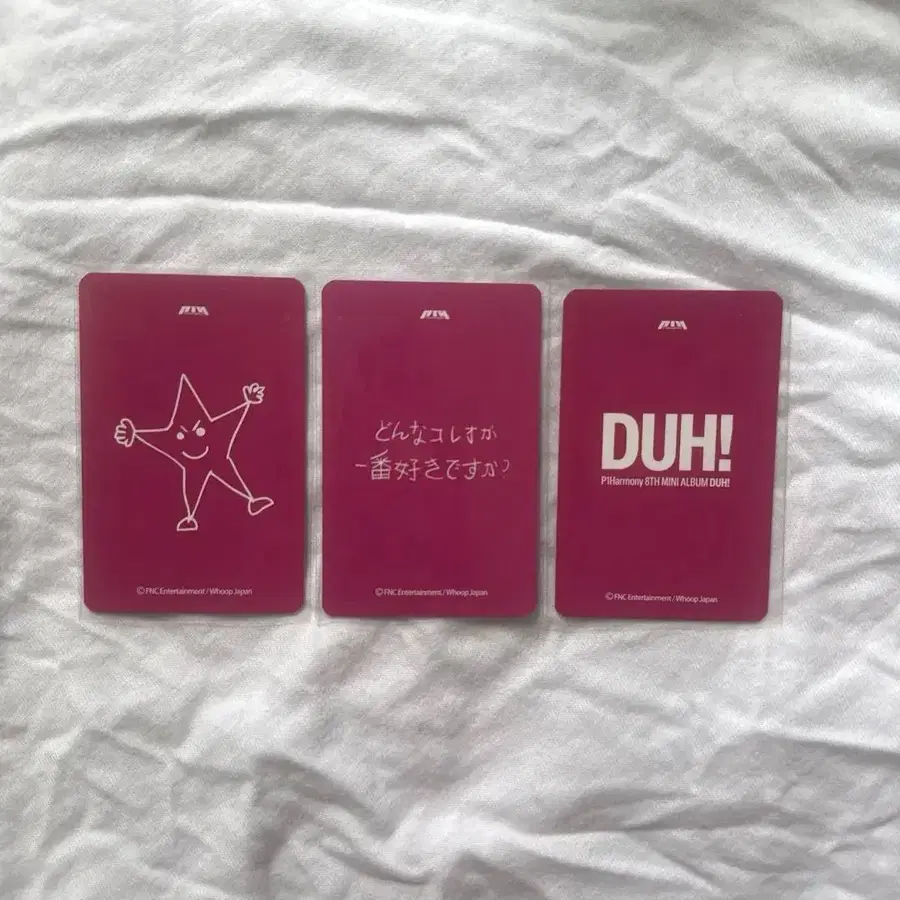 P1H
©FNC Entertainment / Whoop Japan
P1H
どんなコレオが
一番好きですか?
©FNC Entertainment / Whoop Japan
P1H
DUH!
P1Harmony 8TH MINI ALBUM DUH!
©FNC Entertainment / Whoop Japan